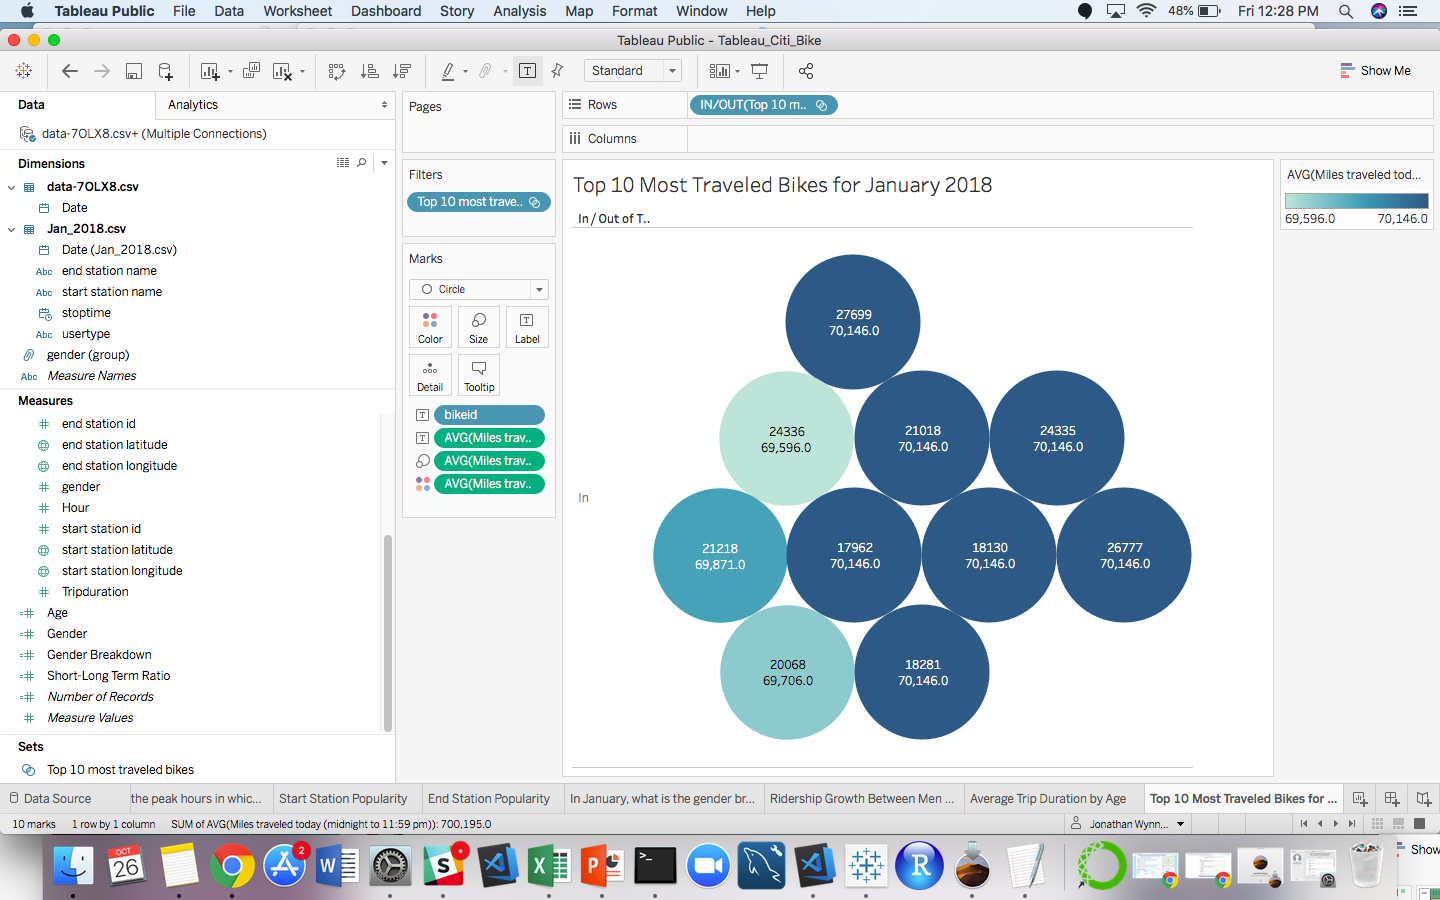 Tableau Public File Data Worksheet Dashboard Story Analysis Map Format Window Help 48% Fri 12:28 PM
Tableau Public - Tableau_Citi_Bike
Standard
Show Me
Data Analytics
data-7OLX8.csv+ (Multiple Connections)
Dimensions
data-7OLX8.csv
Date
Jan_2018.csv
Date (Jan_2018.csv)
Abc end station name
Abc start station name
stoptime
Abc usertype
gender (group)
Abc Measure Names
Measures
end station id
end station latitude
end station longitude
gender
Hour
start station id
start station latitude
start station longitude
Tripduration
Age
Gender
Gender Breakdown
Short-Long Term Ratio
Number of Records
Measure Values
Sets
Top 10 most traveled bikes
Pages
Filters
Top 10 most trave..
Marks
Circle
Color Size Label
Detail Tooltip
bikeid
AVG(Miles trav..
AVG(Miles trav..
AVG(Miles trav..
Rows IN/OUT(Top 10 m..
Columns
Top 10 Most Traveled Bikes for January 2018
In / Out of T..
27699
70,146.0
24336
69,596.0
21018
70,146.0
24335
70,146.0
In
21218
69,871.0
17962
70,146.0
18130
70,146.0
26777
70,146.0
20068
69,706.0
18281
70,146.0
AVG(Miles traveled tod...
69,596.0 70,146.0
Data Source the peak hours in whic... Start Station Popularity End Station Popularity In January, what is the gender br... Ridership Growth Between Men ... Average Trip Duration by Age Top 10 Most Traveled Bikes for ...
10 marks 1 row by 1 column SUM of AVG(Miles traveled today (midnight to 11:59 pm)): 700,195.0 Jonathan Wynn...
OCT
26
2
W
S
X
P
>_
R
Show